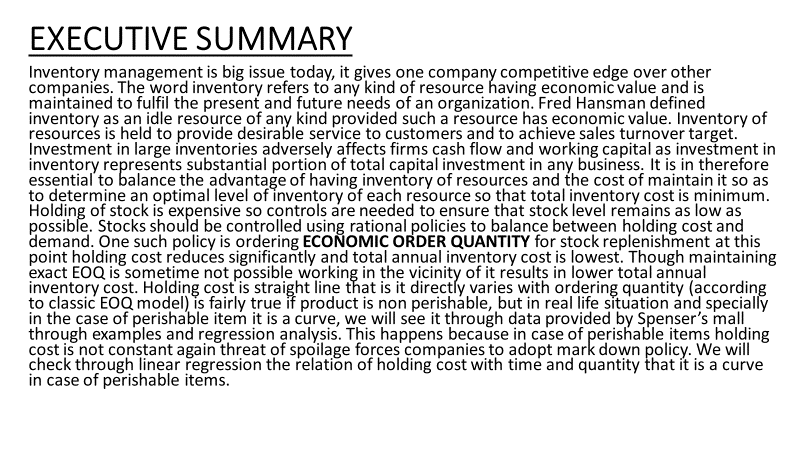 EXECUTIVE SUMMARY
Inventory management is big issue today, it gives one company competitive edge over other
companies. The word inventory refers to any kind of resource having economic value and is
maintained to fulfil the present and future needs of an organization. Fred Hansman defined
inventory as an idle resource of any kind provided such a resource has economic value. Inventory of
resources is held to provide desirable service to customers and to achieve sales turnover target.
Investment in large inventories adversely affects firms cash flow and working capital as investment in
inventory represents substantial portion of total capital investment in any business. It is in therefore
essential to balance the advantage of having inventory of resources and the cost of maintain it so as
to determine an optimal level of inventory of each resource so that total inventory cost is minimum.
Holding of stock is expensive so controls are needed to ensure that stock level remains as low as
possible. Stocks should be controlled using rational policies to balance between holding cost and
demand. One such policy is ordering ECONOMIC ORDER QUANTITY for stock replenishment at this
point holding cost reduces significantly and total annual inventory cost is lowest. Though maintaining
exact EOQ is sometime not possible working in the vicinity of it results in lower total annual
inventory cost. Holding cost is straight line that is it directly varies with ordering quantity (according
to classic EOQ model) is fairly true if product is non perishable, but in real life situation and specially
in the case of perishable item it is a curve, we will see it through data provided by Spenser's mall
through examples and regression analysis. This happens because in case of perishable items holding
cost is not constant again threat of spoilage forces companies to adopt mark down policy. We will
check through linear regression the relation of holding cost with time and quantity that it is a curve
in case of perishable items.